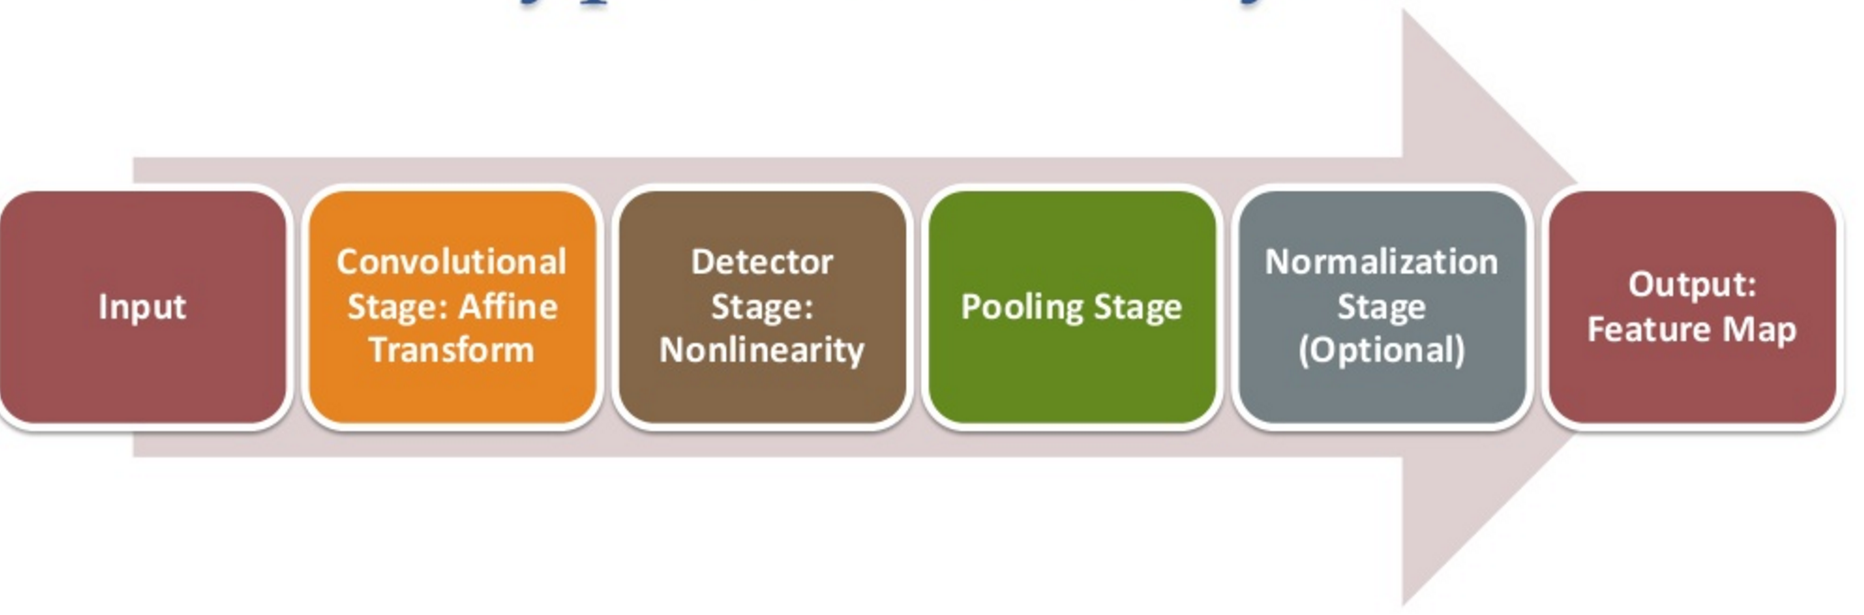 Input
Convolutional
Stage: Affine
Transform
Detector
Stage:
Nonlinearity
Pooling Stage
Normalization
Stage
(Optional)
Output:
Feature Map